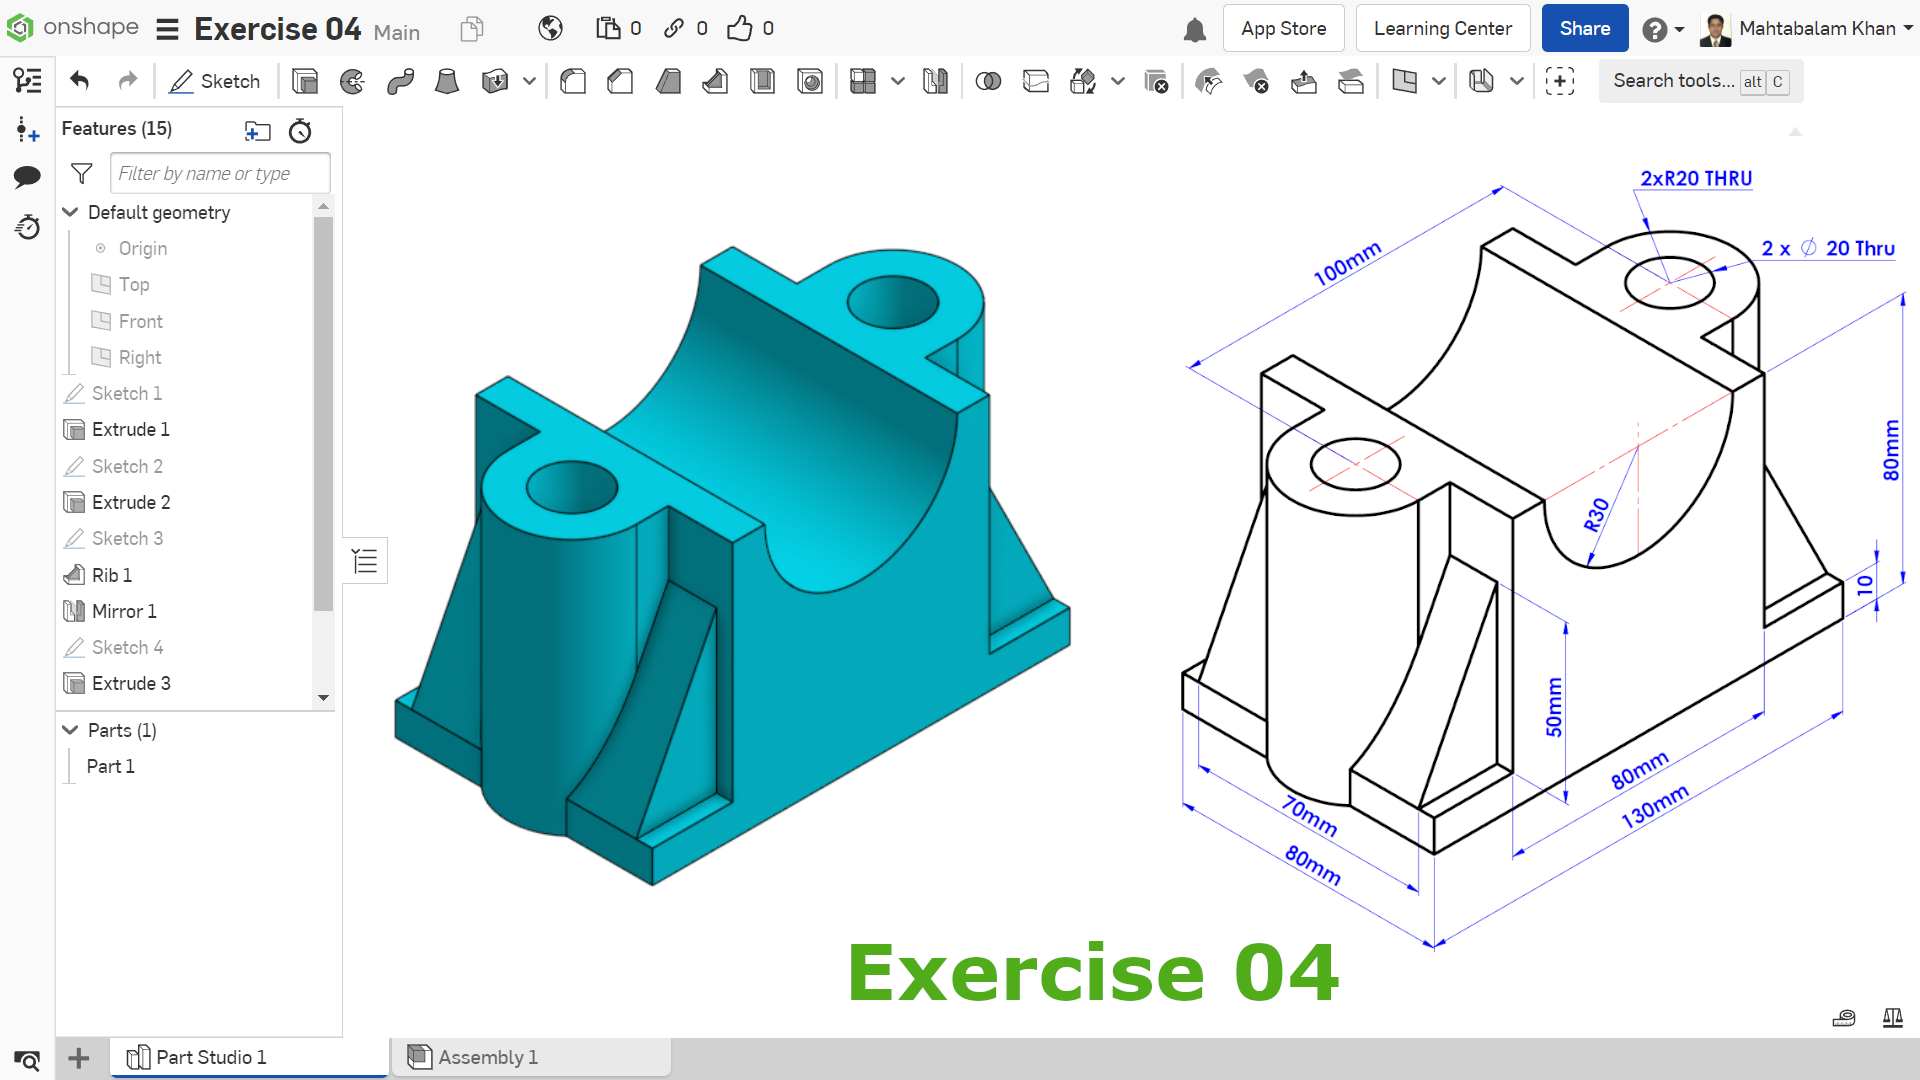 onshape
Exercise 04 Main
0 0 0
App Store
Learning Center
Share
Mahtabalam Khan
Sketch
Search tools... alt C
Features (15)
Filter by name or type
Default geometry
Origin
Top
Front
Right
Sketch 1
Extrude 1
Sketch 2
Extrude 2
Sketch 3
Rib 1
Mirror 1
Sketch 4
Extrude 3
Parts (1)
Part 1
2xR20 THRU
2 x ∅ 20 Thru
100mm
80mm
R30
10
50mm
80mm
130mm
70mm
80mm
Exercise 04
Part Studio 1
Assembly 1